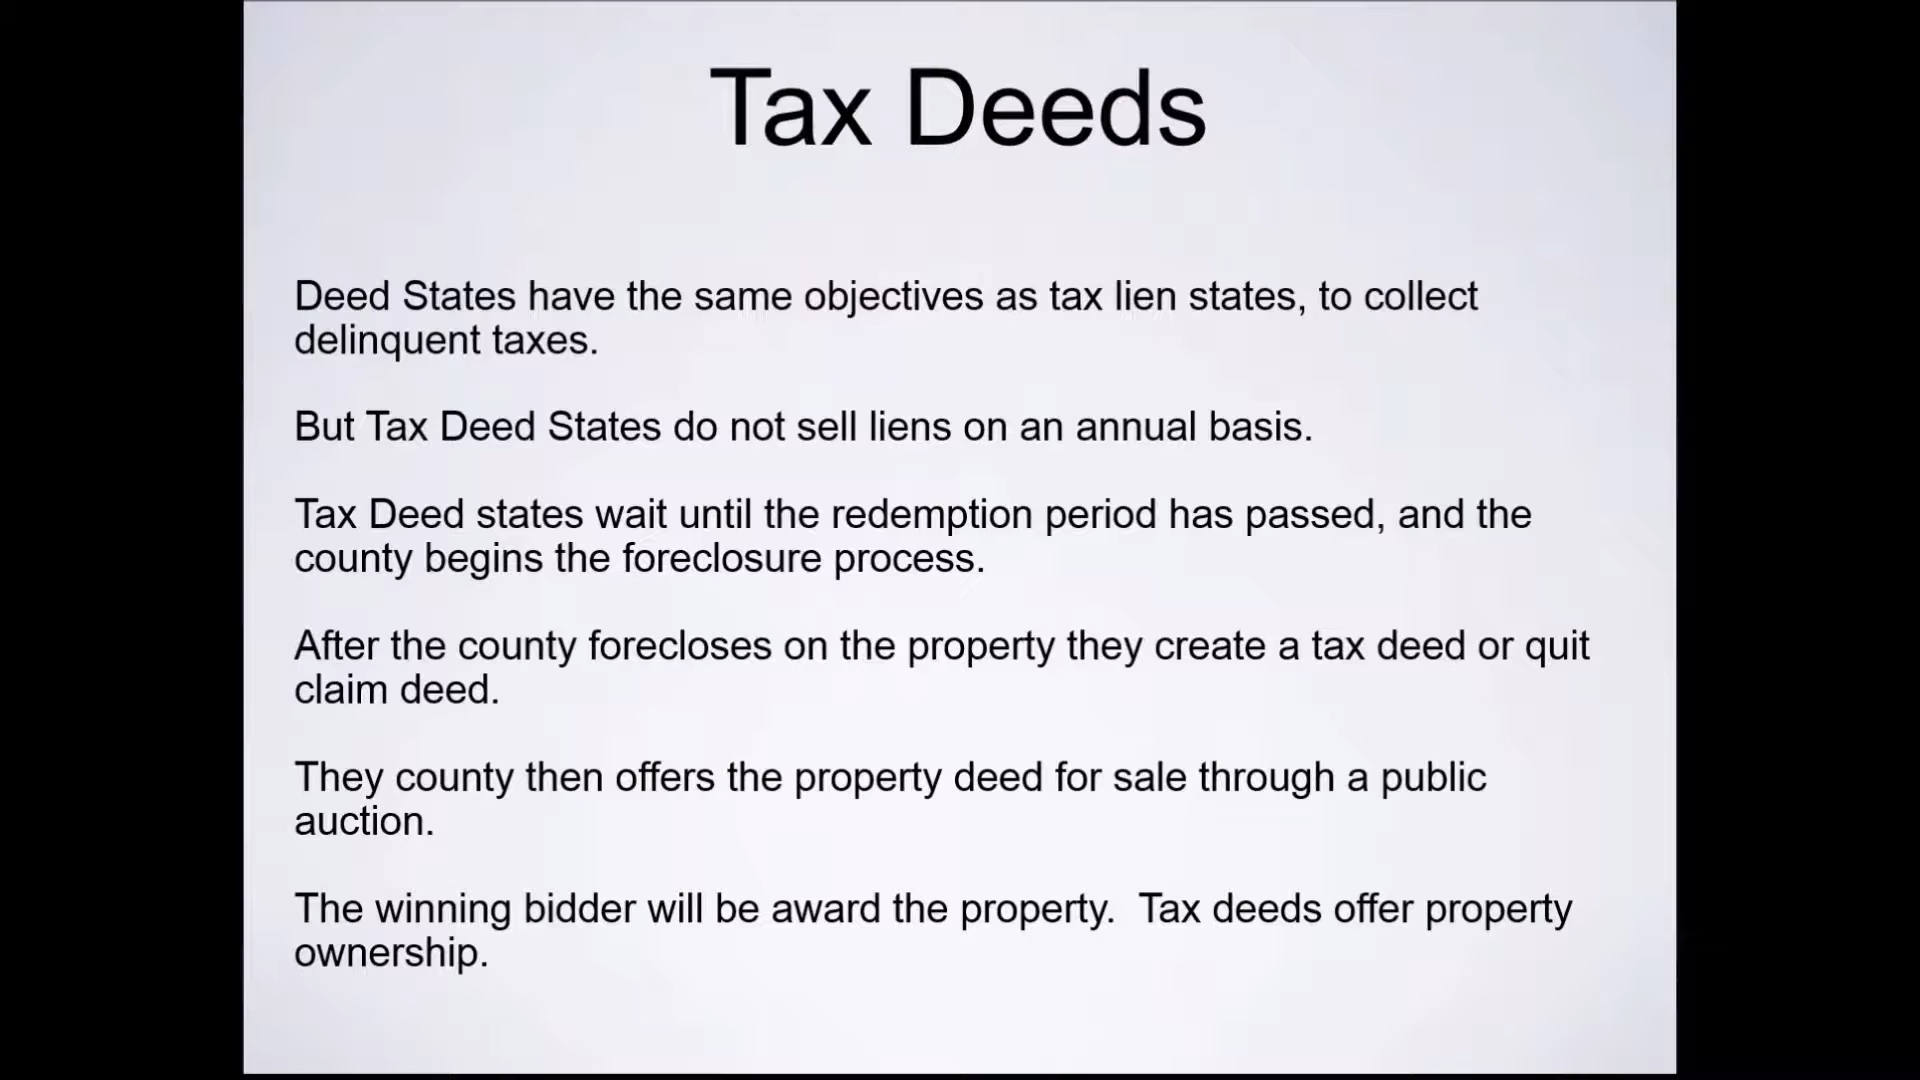 Tax Deeds
Deed States have the same objectives as tax lien states, to collect
delinquent taxes.
But Tax Deed States do not sell liens on an annual basis.
Tax Deed states wait until the redemption period has passed, and the
county begins the foreclosure process.
After the county forecloses on the property they create a tax deed or quit
claim deed.
They county then offers the property deed for sale through a public
auction.
The winning bidder will be award the property.  Tax deeds offer property
ownership.